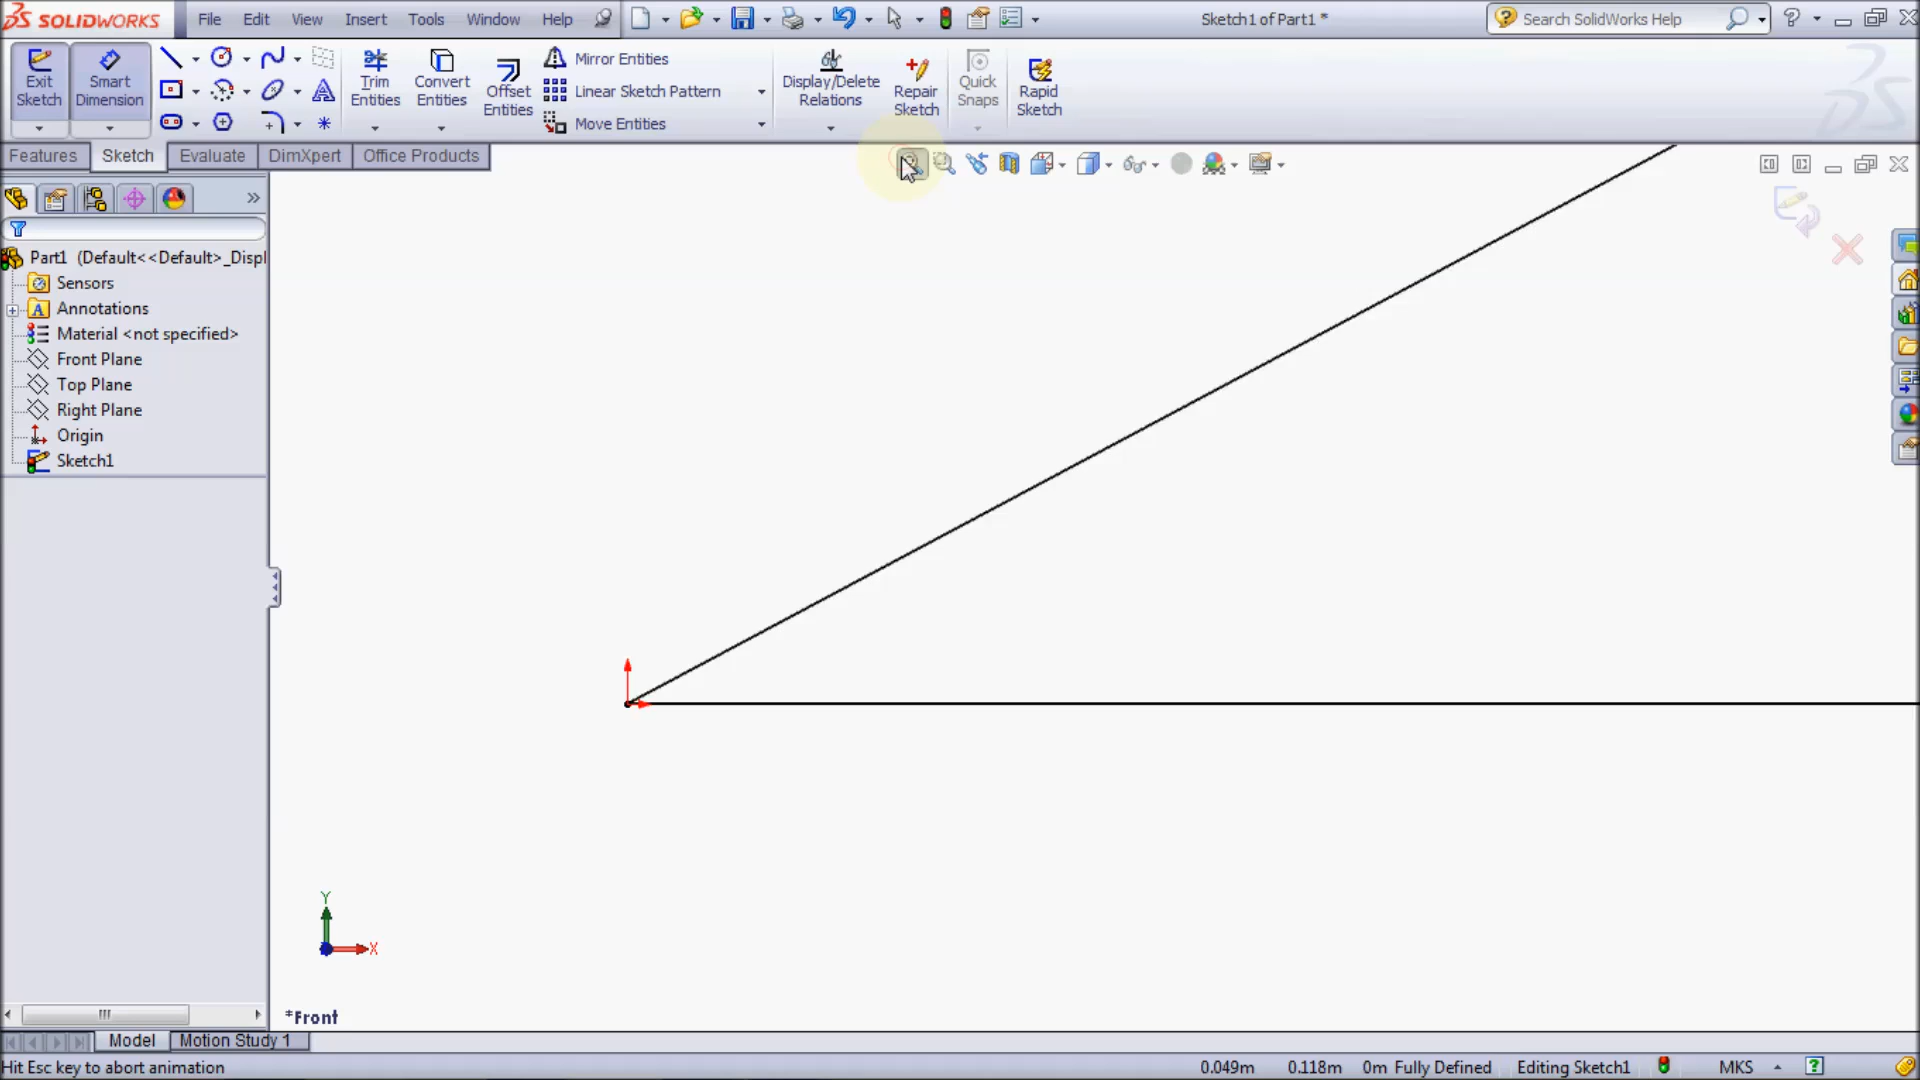 SOLIDWORKS File Edit View Insert Tools Window Help Sketch1 of Part1 * Search SolidWorks Help
Exit Sketch
Smart Dimension
Trim Entities
Convert Entities
Offset Entities
Mirror Entities
Linear Sketch Pattern
Move Entities
Display/Delete Relations
Repair Sketch
Quick Snaps
Rapid Sketch
Features Sketch Evaluate DimXpert Office Products
Part1 (Default<<Default>_Displ
Sensors
Annotations
Material <not specified>
Front Plane
Top Plane
Right Plane
Origin
Sketch1
Y
X
*Front
Model Motion Study 1
Hit Esc key to abort animation 0.049m 0.118m 0m Fully Defined Editing Sketch1 MKS